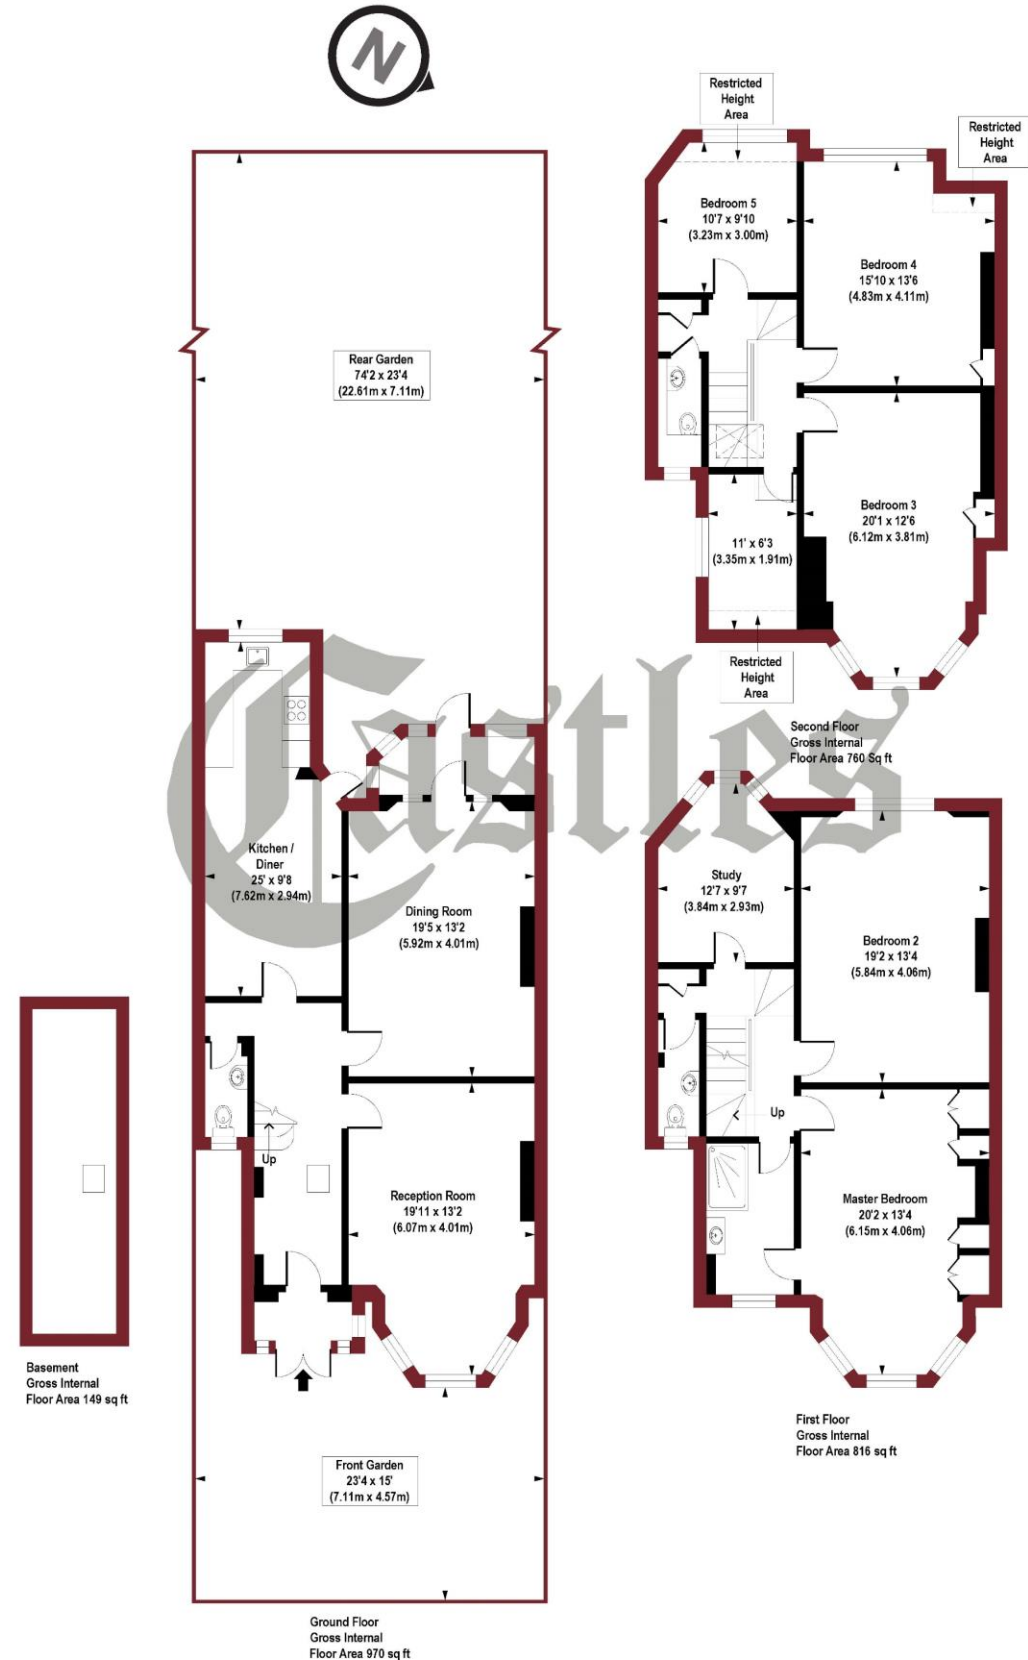 N
Restricted
Height
Area
Restricted
Height
Area
Bedroom 5
10'7 x 9'10
(3.23m x 3.00m)
Bedroom 4
15'10 x 13'6
(4.83m x 4.11m)
Rear Garden
74'2 x 23'4
(22.61m x 7.11m)
Bedroom 3
20'1 x 12'6
(6.12m x 3.81m)
11' x 6'3
(3.35m x 1.91m)
Restricted
Height
Area
Second Floor
Gross Internal
Floor Area 760 Sq ft
Castles
Kitchen /
Diner
25' x 9'8
(7.62m x 2.94m)
Dining Room
19'5 x 13'2
(5.92m x 4.01m)
Study
12'7 x 9'7
(3.84m x 2.93m)
Bedroom 2
19'2 x 13'4
(5.84m x 4.06m)
Up
Up
Reception Room
19'11 x 13'2
(6.07m x 4.01m)
Master Bedroom
20'2 x 13'4
(6.15m x 4.06m)
Basement
Gross Internal
Floor Area 149 sq ft
First Floor
Gross Internal
Floor Area 816 sq ft
Front Garden
23'4 x 15'
(7.11m x 4.57m)
Ground Floor
Gross Internal
Floor Area 970 sq ft